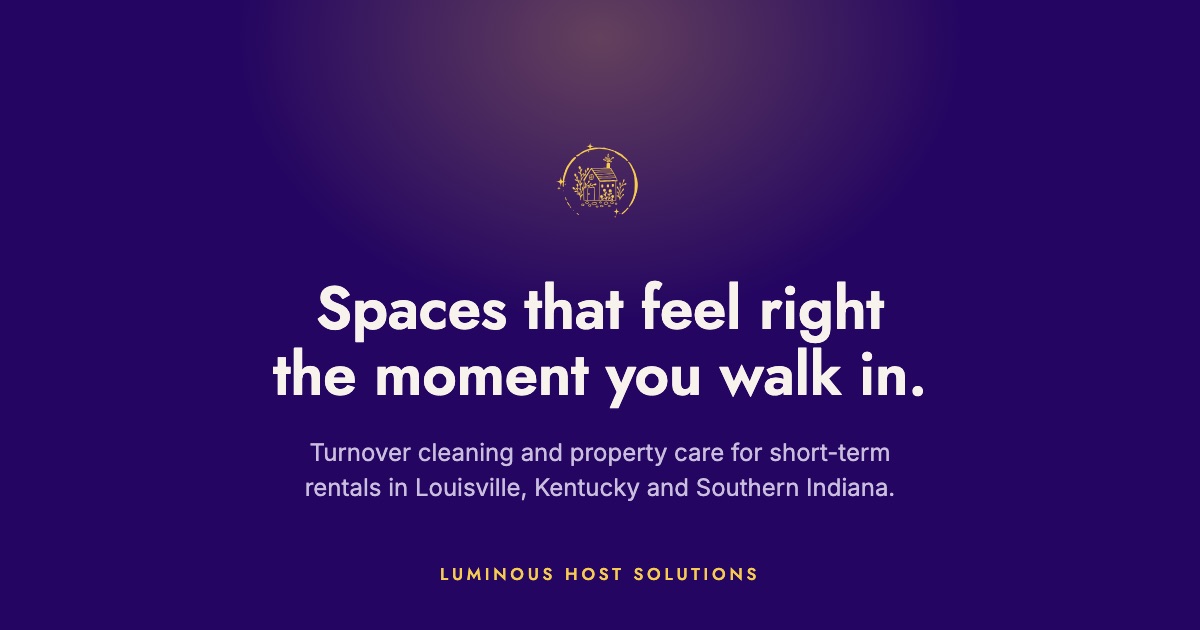 Spaces that feel right
the moment you walk in.
Turnover cleaning and property care for short-term
rentals in Louisville, Kentucky and Southern Indiana.
LUMINOUS HOST SOLUTIONS